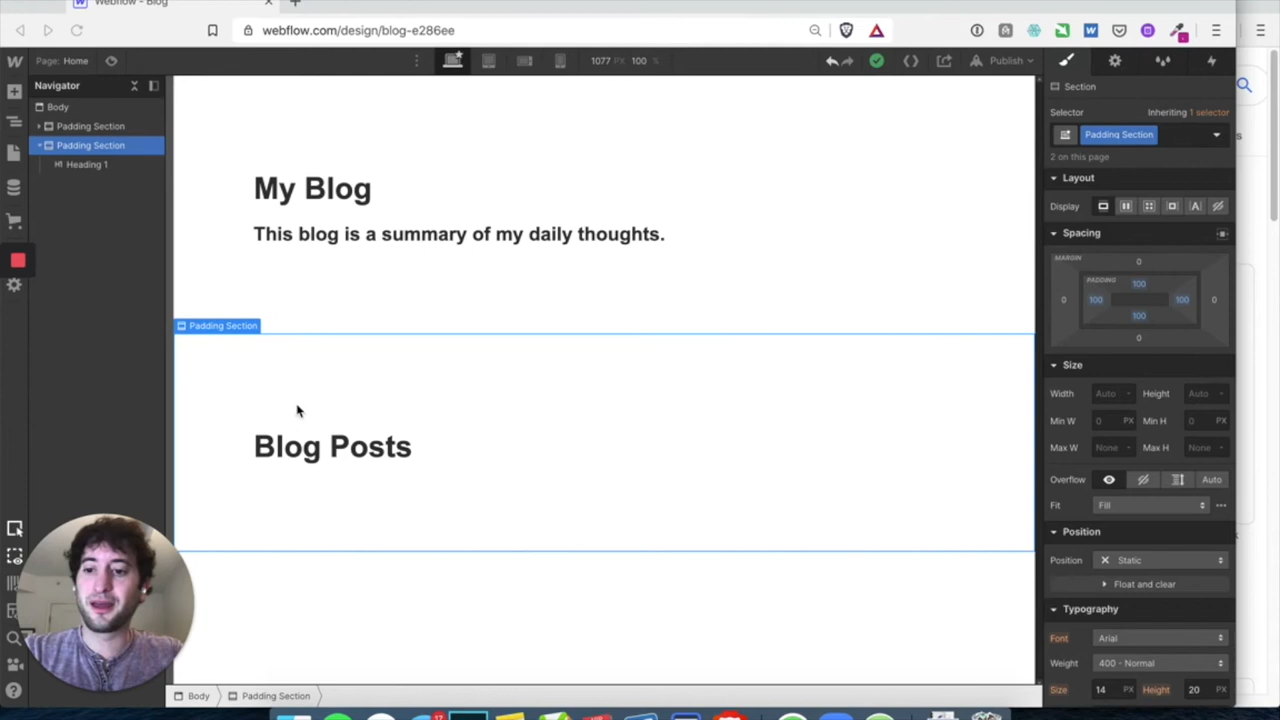 Webflow - Blog
webflow.com/design/blog-e286ee
Page: Home
1077 PX 100 %
Publish
Navigator
Body
Padding Section
Padding Section
Heading 1
My Blog
This blog is a summary of my daily thoughts.
Padding Section
Blog Posts
Body
Padding Section
Section
Selector
Inheriting 1 selector
Padding Section
2 on this page
Layout
Display
Spacing
MARGIN
0
PADDING
100
0
100
100
0
100
0
Size
Width Auto - Height Auto -
Min W 0 PX Min H 0 PX
Max W None - Max H None -
Overflow Auto
Fit Fill
Position
Position Static
Float and clear
Typography
Font Arial
Weight 400 - Normal
Size 14 PX Height 20 PX
17